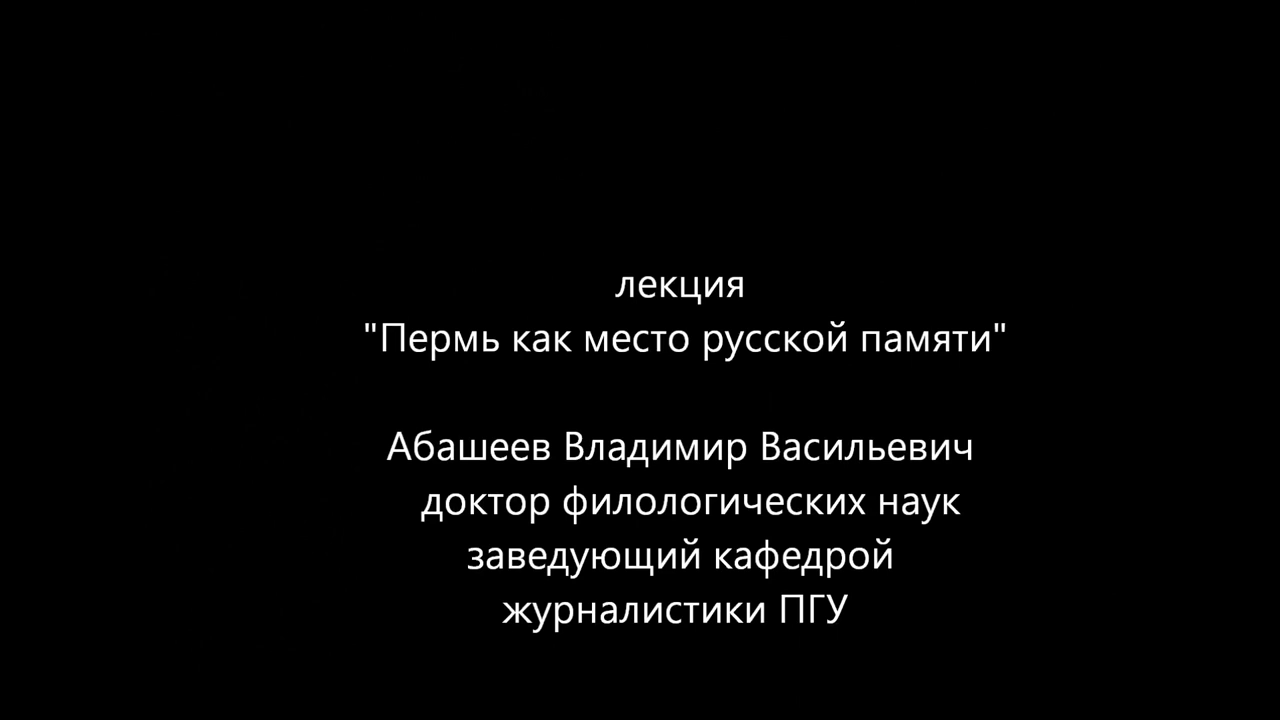 лекция
"Пермь как место русской памяти"
Абашеев Владимир Васильевич
доктор филологических наук
заведующий кафедрой
журналистики ПГУ